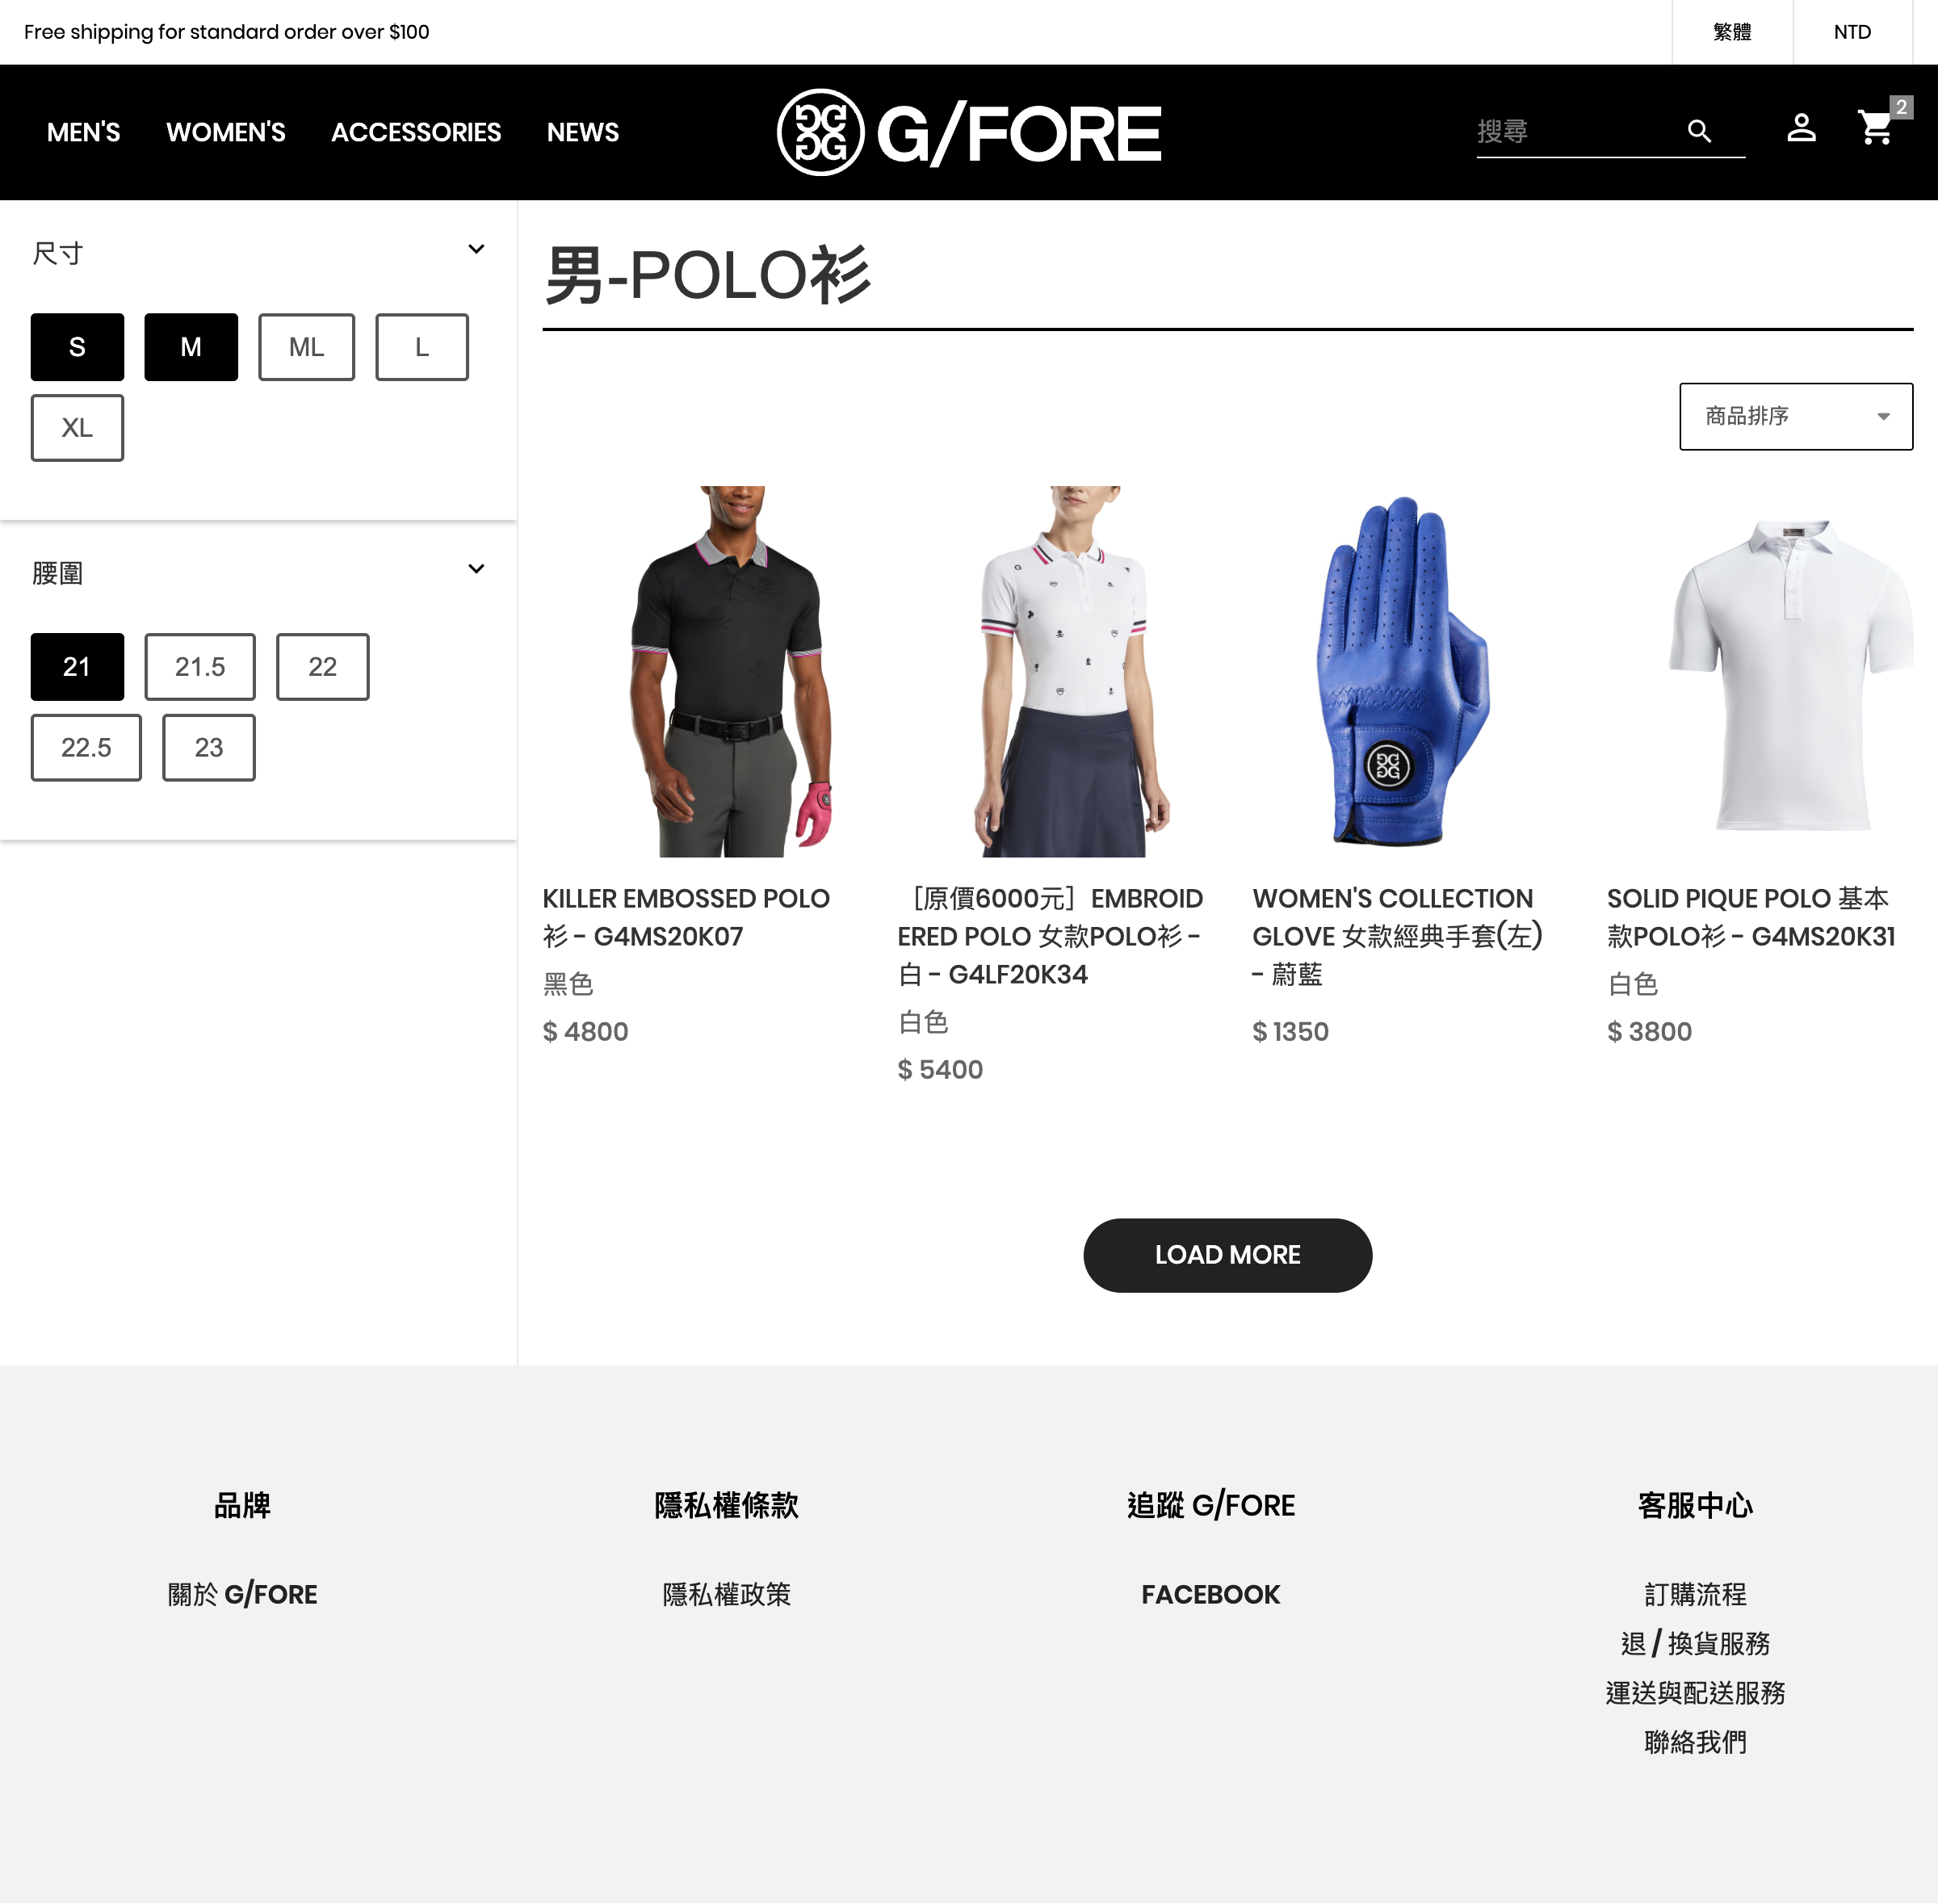 Free shipping for standard order over $100
繁體
NTD
MEN'S
WOMEN'S
ACCESSORIES
NEWS
G/FORE
搜尋
2
尺寸
S
M
ML
L
XL
腰圍
21
21.5
22
22.5
23
男-POLO衫
商品排序
KILLER EMBOSSED POLO
衫 - G4MS20K07
黑色
$ 4800
［原價6000元］EMBROID
ERED POLO 女款POLO衫 -
白 - G4LF20K34
白色
$ 5400
WOMEN'S COLLECTION
GLOVE 女款經典手套(左)
- 蔚藍
$ 1350
SOLID PIQUE POLO 基本
款POLO衫 - G4MS20K31
白色
$ 3800
LOAD MORE
品牌
關於 G/FORE
隱私權條款
隱私權政策
追蹤 G/FORE
FACEBOOK
客服中心
訂購流程
退 / 換貨服務
運送與配送服務
聯絡我們